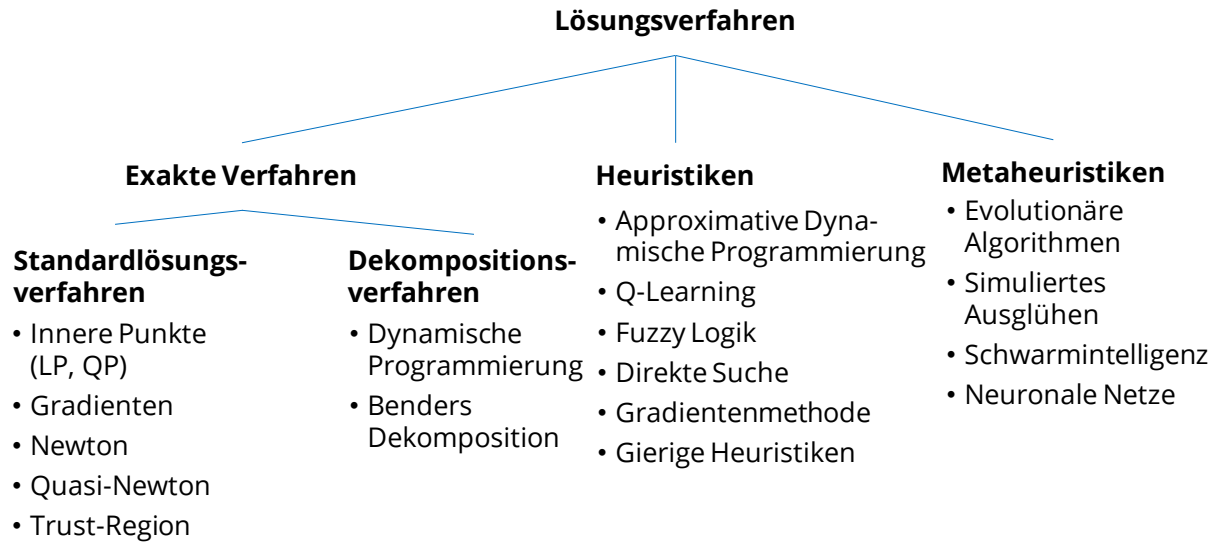 Lösungsverfahren
Exakte Verfahren
Standardlösungs-
verfahren
• Innere Punkte
(LP, QP)
• Gradienten
• Newton
• Quasi-Newton
• Trust-Region
Dekompositions-
verfahren
• Dynamische
Programmierung
• Benders
Dekomposition
Heuristiken
• Approximative Dyna-
mische Programmierung
• Q-Learning
• Fuzzy Logik
• Direkte Suche
• Gradientenmethode
• Gierige Heuristiken
Metaheuristiken
• Evolutionäre
Algorithmen
• Simuliertes
Ausglühen
• Schwarmintelligenz
• Neuronale Netze